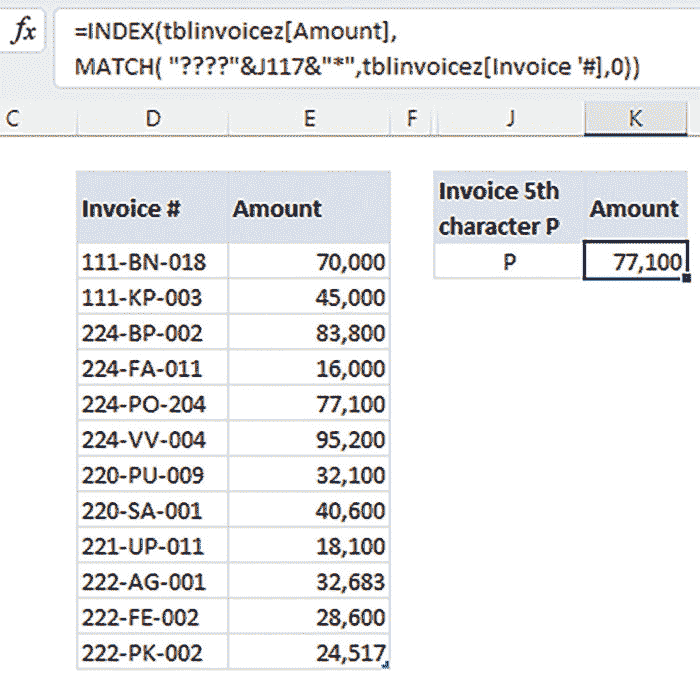 fx
=INDEX(tblinvoicez[Amount],
MATCH( "????"&J117&"*",tblinvoicez[Invoice '#],0))
C D E F J K
Invoice # Amount
111-BN-018 70,000
111-KP-003 45,000
224-BP-002 83,800
224-FA-011 16,000
224-PO-204 77,100
224-VV-004 95,200
220-PU-009 32,100
220-SA-001 40,600
221-UP-011 18,100
222-AG-001 32,683
222-FE-002 28,600
222-PK-002 24,517
Invoice 5th
character P
Amount
P 77,100